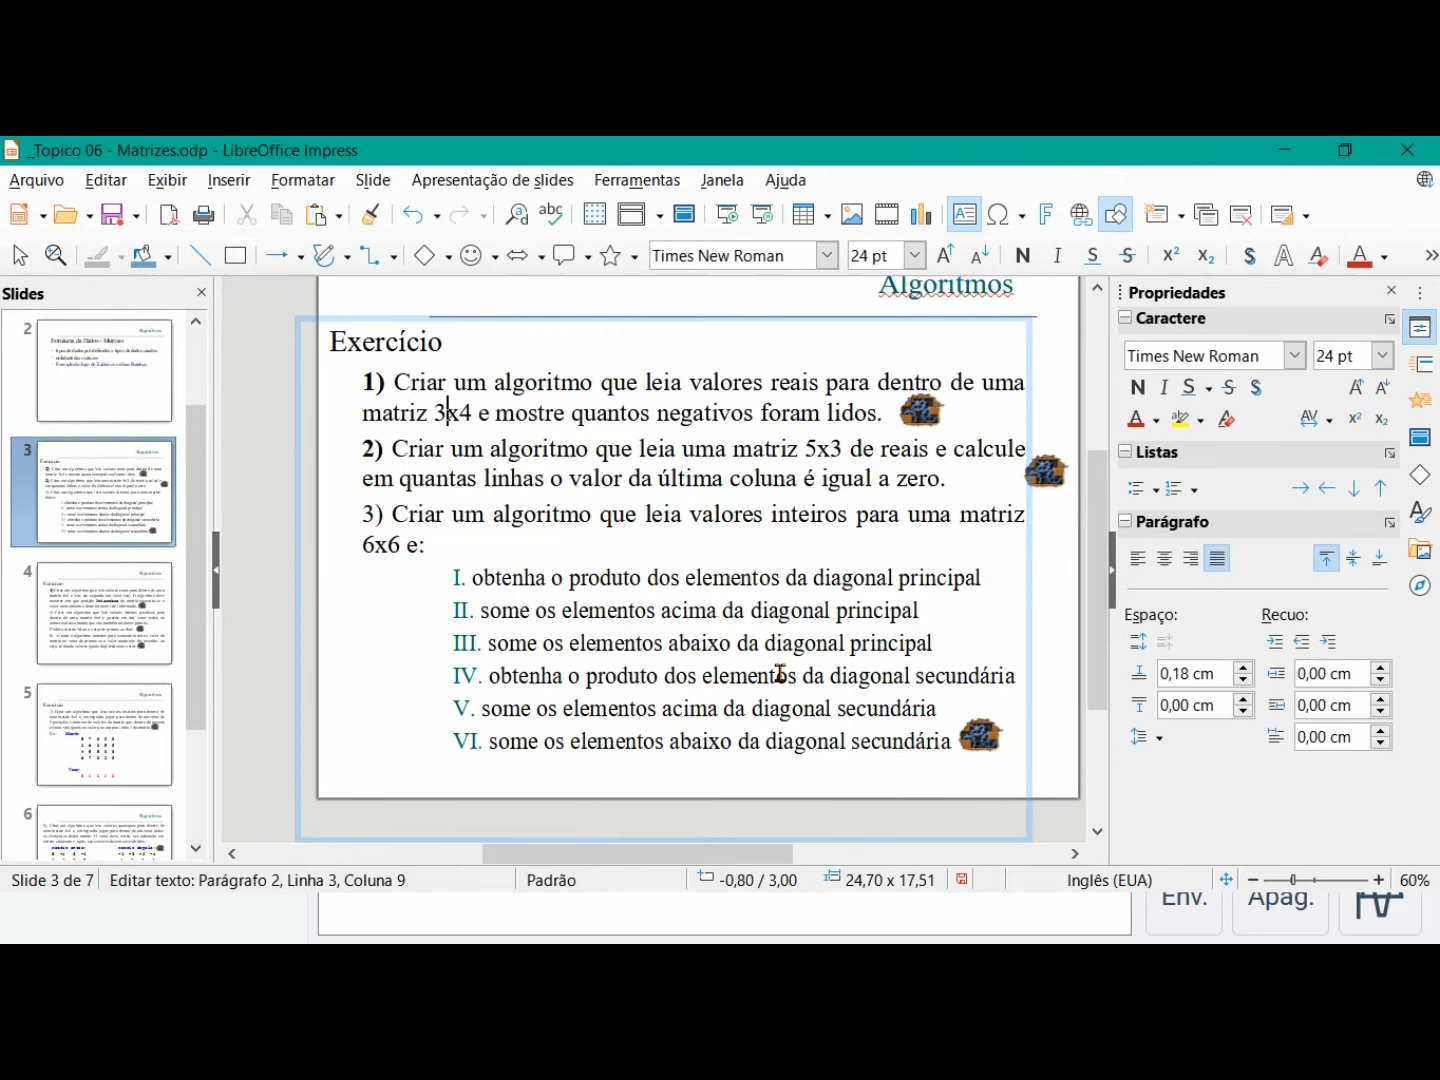 _Topico 06 - Matrizes.odp - LibreOffice Impress
Arquivo Editar Exibir Inserir Formatar Slide Apresentação de slides Ferramentas Janela Ajuda
Times New Roman 24 pt
Slides
Propriedades
Caractere
Times New Roman 24 pt
Listas
Parágrafo
Espaço: Recuo:
0,18 cm 0,00 cm
0,00 cm 0,00 cm
0,00 cm
2
3
4
5
6
Algoritmos
Exercício
1) Criar um algoritmo que leia valores reais para dentro de uma
matriz 3x4 e mostre quantos negativos foram lidos.
2) Criar um algoritmo que leia uma matriz 5x3 de reais e calcule
em quantas linhas o valor da última coluna é igual a zero.
3) Criar um algoritmo que leia valores inteiros para uma matriz
6x6 e:
I. obtenha o produto dos elementos da diagonal principal
II. some os elementos acima da diagonal principal
III. some os elementos abaixo da diagonal principal
IV. obtenha o produto dos elementos da diagonal secundária
V. some os elementos acima da diagonal secundária
VI. some os elementos abaixo da diagonal secundária
Slide 3 de 7 Editar texto: Parágrafo 2, Linha 3, Coluna 9 Padrão -0,80 / 3,00 24,70 x 17,51 Inglês (EUA) 60%
Env. Apag.